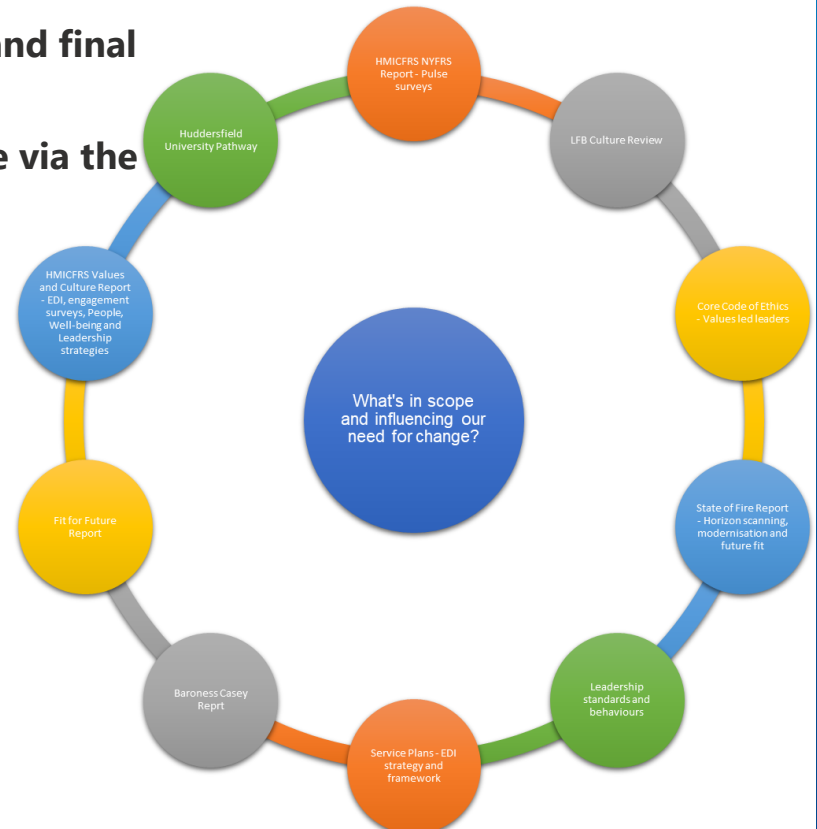 and final
e via the
HMICFRS NYFRS
Report - Pulse
surveys
LFB Culture Review
Core Code of Ethics
- Values led leaders
State of Fire Report
- Horizon scanning,
modernisation and
future fit
Leadership
standards and
behaviours
Service Plans - EDI
strategy and
framework
Baroness Casey
Reprt
Fit for Future
Report
HMICFRS Values
and Culture Report
- EDI, engagement
surveys, People,
Well-being and
Leadership
strategies
Huddersfield
University Pathway
What's in scope
and influencing our
need for change?